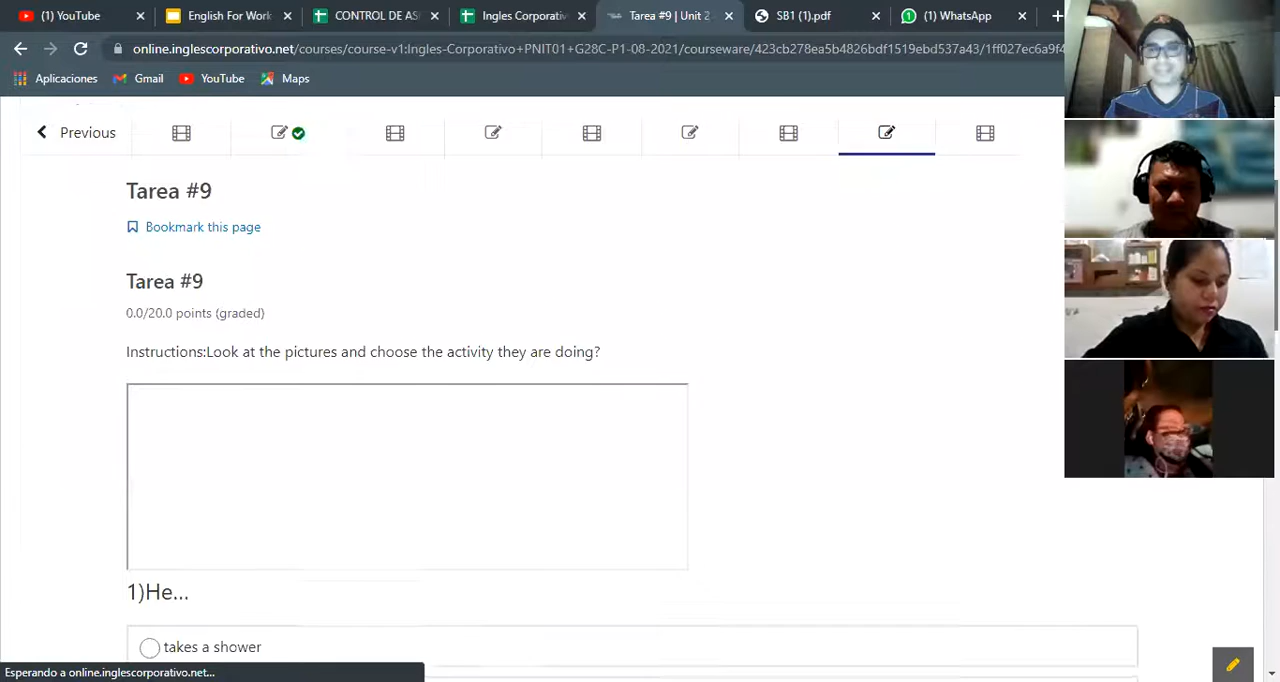 (1) YouTube
English For Work
CONTROL DE AS
Ingles Corporativ
Tarea #9 | Unit 2
SB1 (1).pdf
(1) WhatsApp
online.inglescorporativo.net/courses/course-v1:Ingles-Corporativo+PNIT01+G28C-P1-08-2021/courseware/423cb278ea5b4826bdf1519ebd537a43/1ff027ec6a9f4
Aplicaciones
Gmail
YouTube
Maps
Previous
Tarea #9
Bookmark this page
Tarea #9
0.0/20.0 points (graded)
Instructions:Look at the pictures and choose the activity they are doing?
1)He...
takes a shower
Esperando a online.inglescorporativo.net...